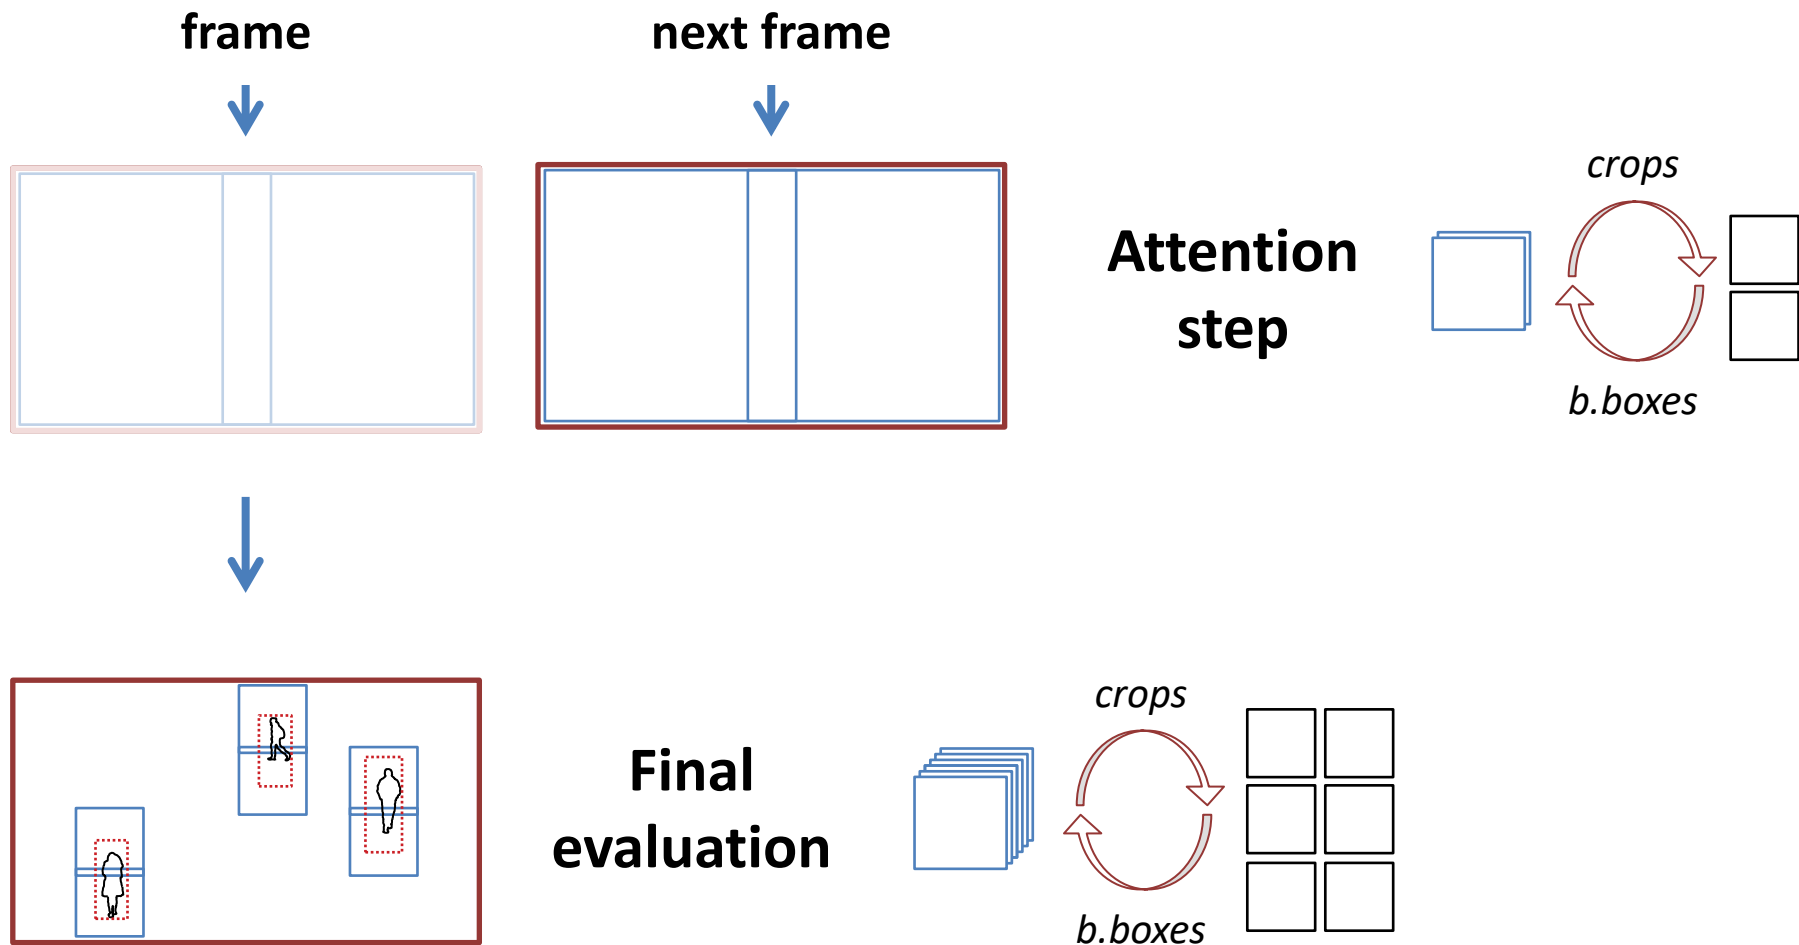 frame
next frame
Attention
step
crops
b.boxes
Final
evaluation
crops
b.boxes